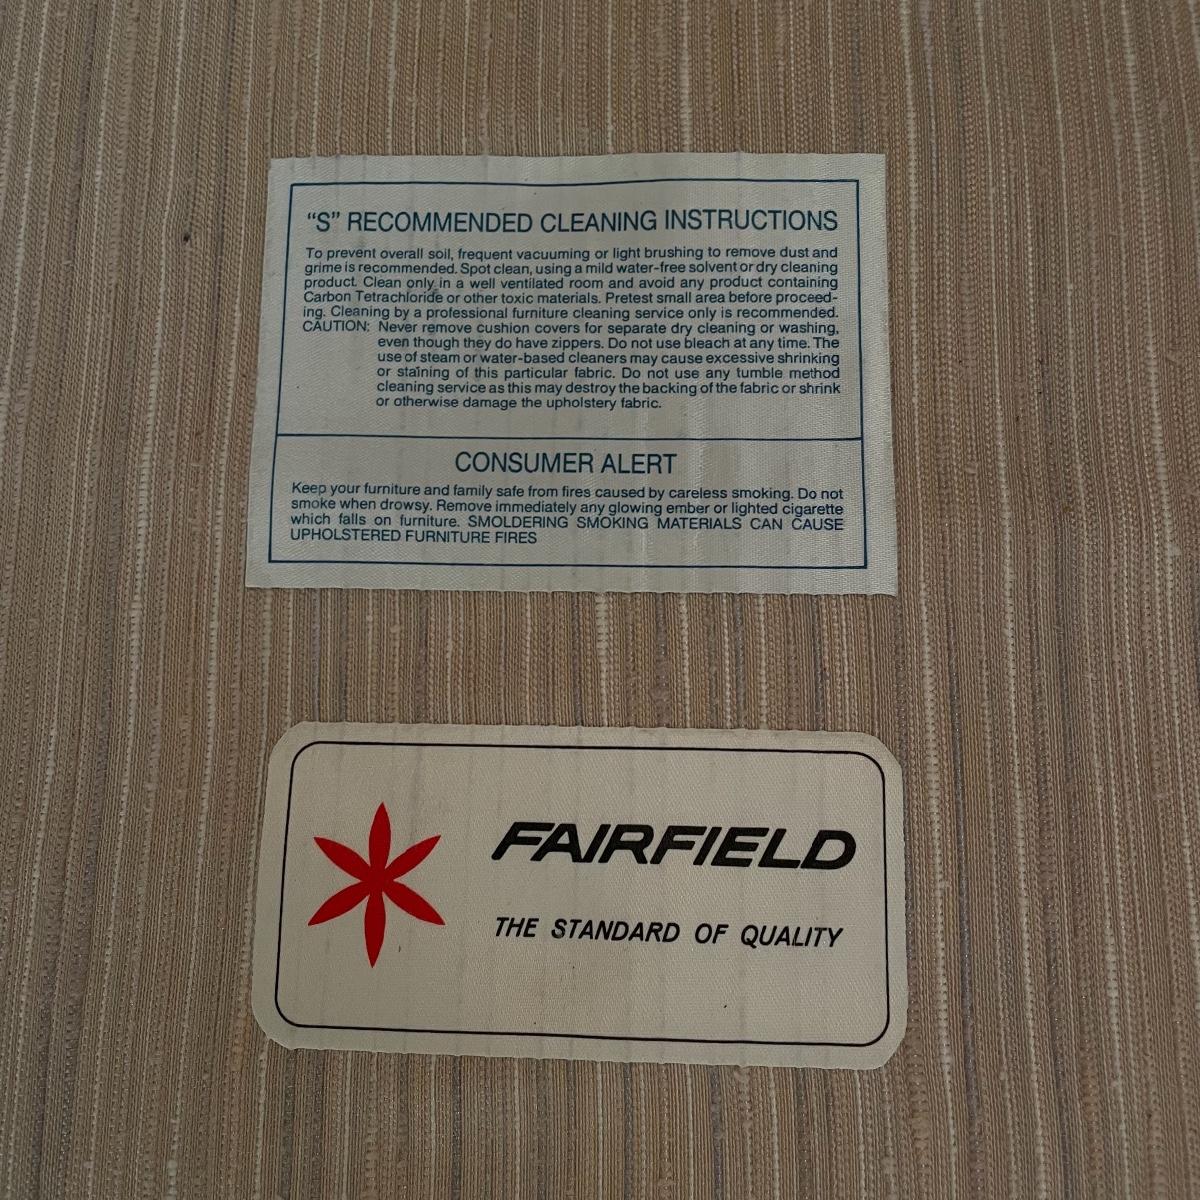 “S” RECOMMENDED CLEANING INSTRUCTIONS
To prevent overall soil, frequent vacuuming or light brushing to remove dust and
grime is recommended. Spot clean, using a mild water-free solvent or dry cleaning
product. Clean only in a well ventilated room and avoid any product containing
Carbon Tetrachloride or other toxic materials. Pretest small area before proceed-
ing. Cleaning by a professional furniture cleaning service only is recommended.
CAUTION: Never remove cushion covers for separate dry cleaning or washing,
even though they do have zippers. Do not use bleach at any time. The
use of steam or water-based cleaners may cause excessive shrinking
or staining of this particular fabric. Do not use any tumble method
cleaning service as this may destroy the backing of the fabric or shrink
or otherwise damage the upholstery fabric.
CONSUMER ALERT
Keep your furniture and family safe from fires caused by careless smoking. Do not
smoke when drowsy. Remove immediately any glowing ember or lighted cigarette
which falls on furniture. SMOLDERING SMOKING MATERIALS CAN CAUSE
UPHOLSTERED FURNITURE FIRES
FAIRFIELD
THE STANDARD OF QUALITY